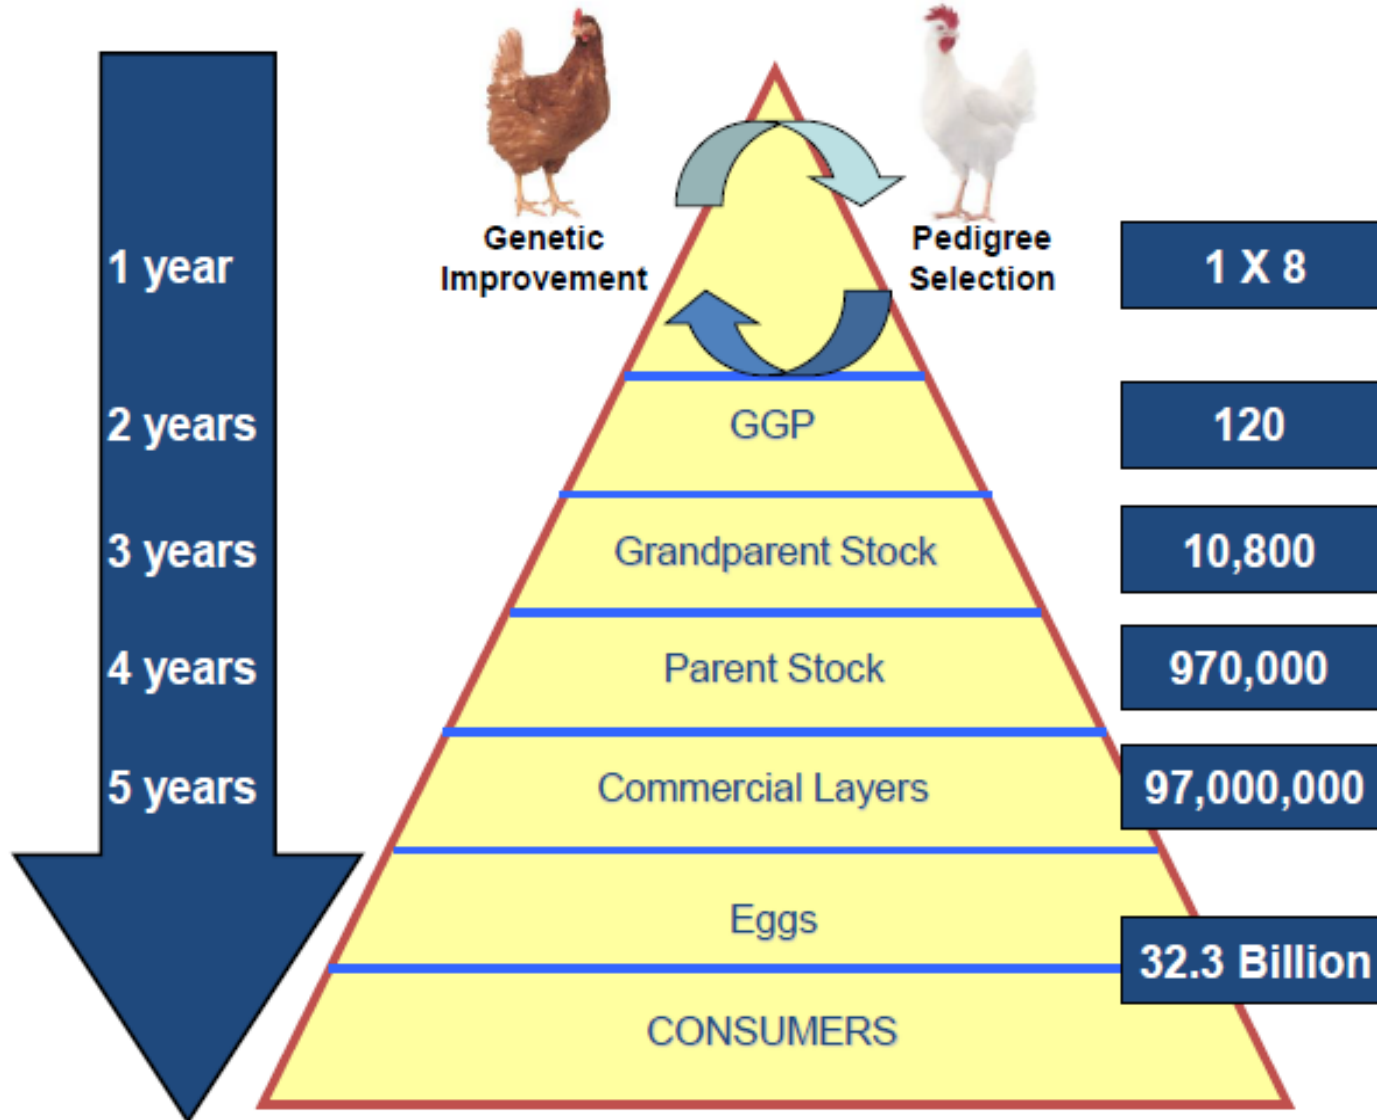 Genetic
Improvement
Pedigree
Selection
1 year
1 X 8
2 years
GGP
120
3 years
Grandparent Stock
10,800
4 years
Parent Stock
970,000
5 years
Commercial Layers
97,000,000
Eggs
32.3 Billion
CONSUMERS